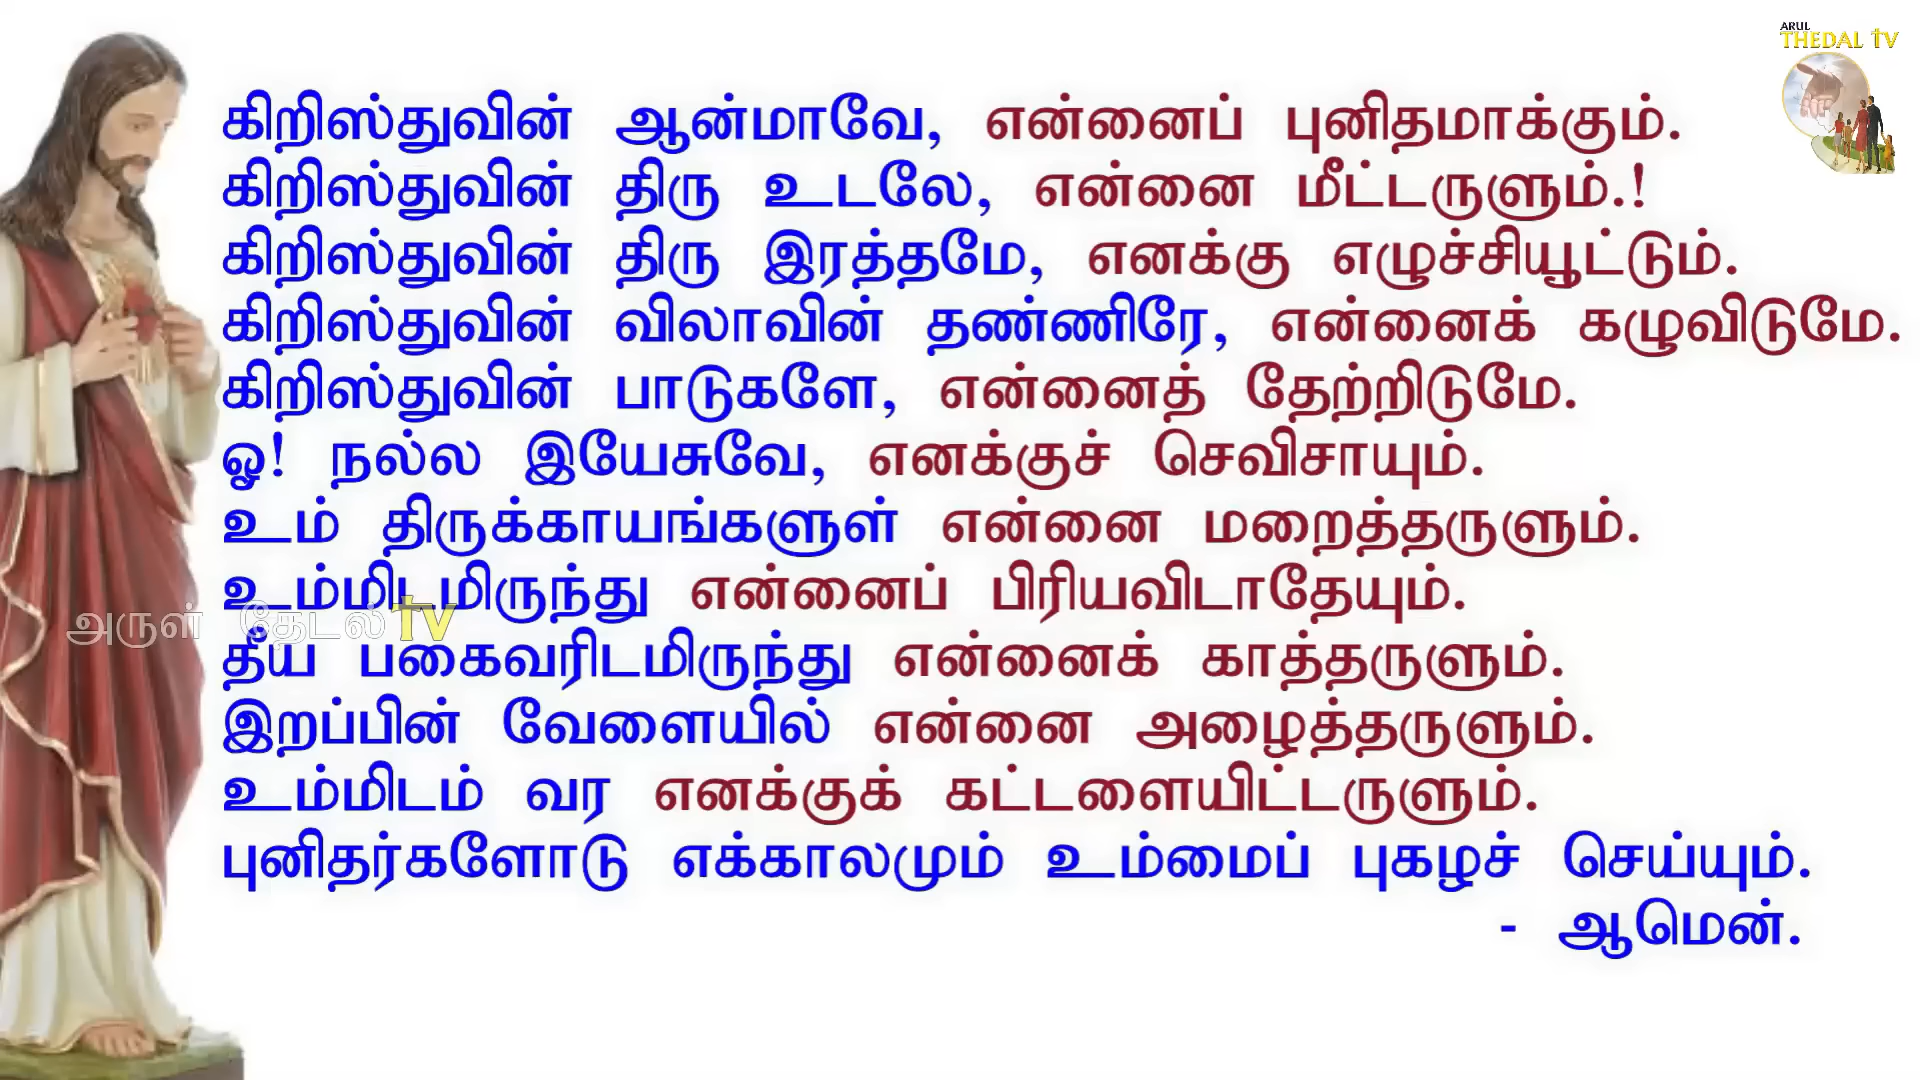 ARUL
THEDAL TV
கிறிஸ்துவின் ஆன்மாவே, என்னைப் புனிதமாக்கும்.
கிறிஸ்துவின் திரு உடலே, என்னை மீட்டருளும்.!
கிறிஸ்துவின் திரு இரத்தமே, எனக்கு எழுச்சியூட்டும்.
கிறிஸ்துவின் விலாவின் தண்ணிரே, என்னைக் கழுவிடுமே.
கிறிஸ்துவின் பாடுகளே, என்னைத் தேற்றிடுமே.
ஓ! நல்ல இயேசுவே, எனக்குச் செவிசாயும்.
உம் திருக்காயங்களுள் என்னை மறைத்தருளும்.
உம்மிடமிருந்து என்னைப் பிரியவிடாதேயும்.
அருள் தேடல் TV
தீய பகைவரிடமிருந்து என்னைக் காத்தருளும்.
இறப்பின் வேளையில் என்னை அழைத்தருளும்.
உம்மிடம் வர எனக்குக் கட்டளையிட்டருளும்.
புனிதர்களோடு எக்காலமும் உம்மைப் புகழச் செய்யும்.
- ஆமென்.